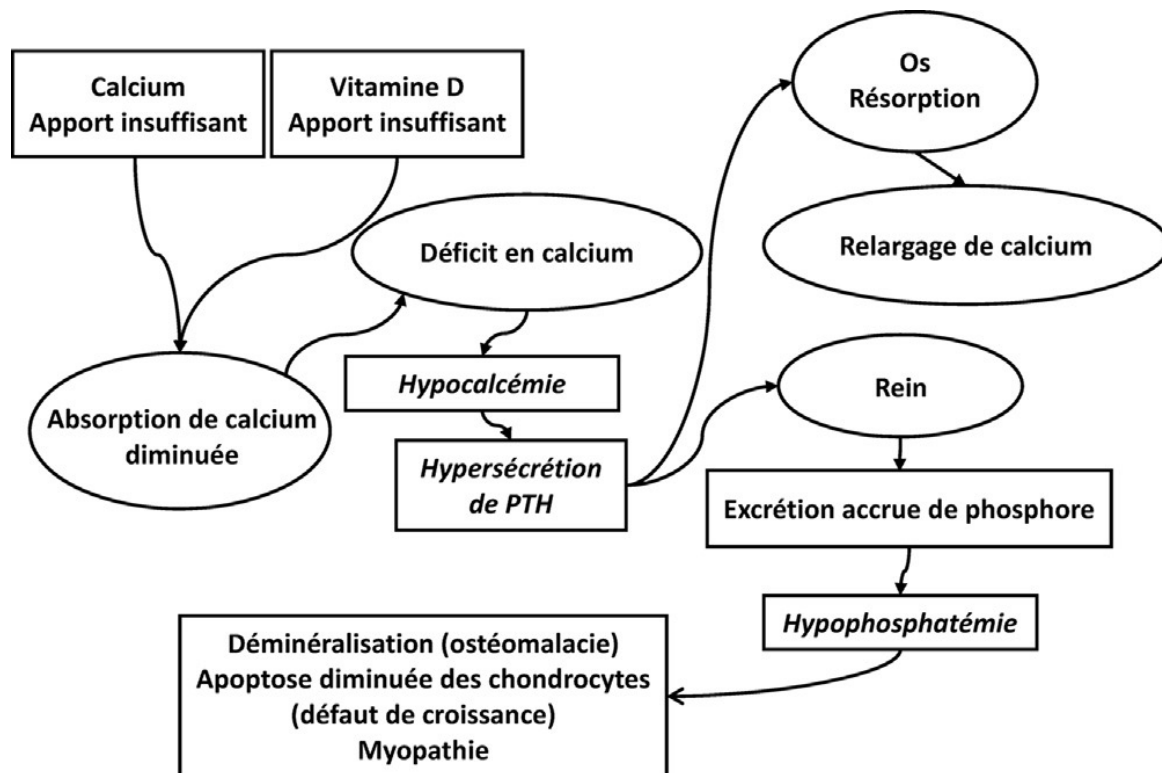 Calcium
Apport insuffisant
Vitamine D
Apport insuffisant
Os
Résorption
Déficit en calcium
Relargage de calcium
Hypocalcémie
Absorption de calcium
diminuée
Rein
Hypersécrétion
de PTH
Excrétion accrue de phosphore
Hypophosphatémie
Déminéralisation (ostéomalacie)
Apoptose diminuée des chondrocytes
(défaut de croissance)
Myopathie